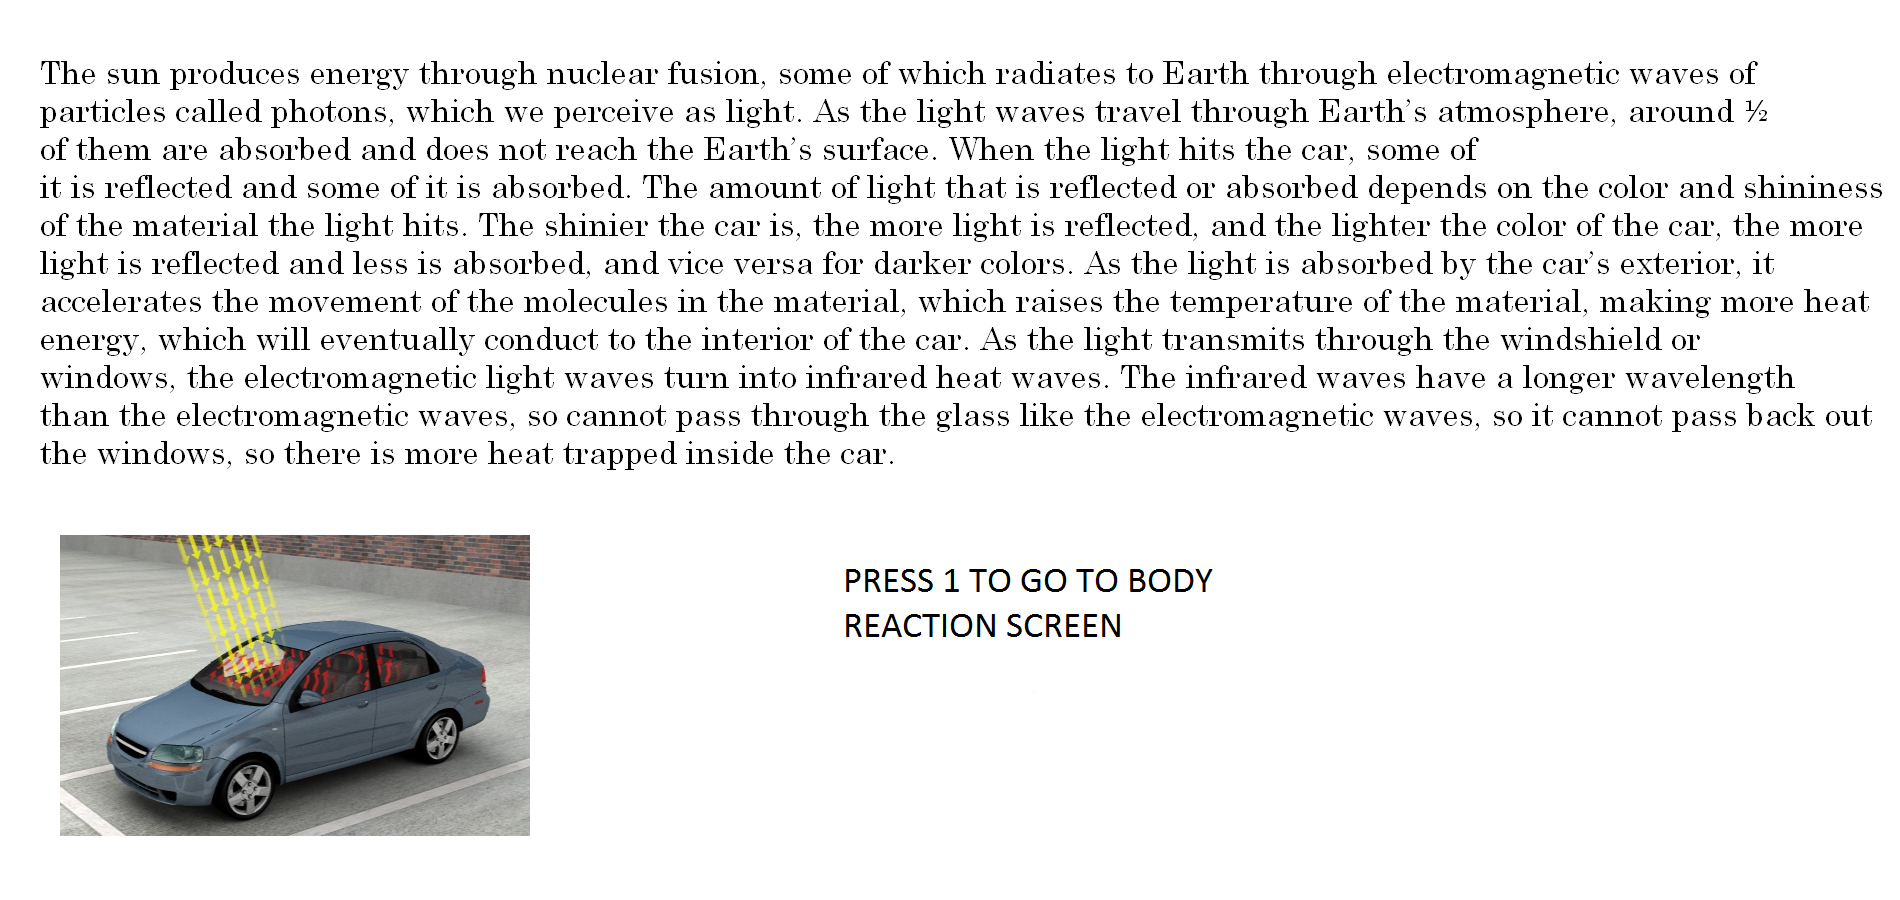 The sun produces energy through nuclear fusion, some of which radiates to Earth through electromagnetic waves of
particles called photons, which we perceive as light. As the light waves travel through Earth's atmosphere, around ½
of them are absorbed and does not reach the Earth's surface. When the light hits the car, some of
it is reflected and some of it is absorbed. The amount of light that is reflected or absorbed depends on the color and shininess
of the material the light hits. The shinier the car is, the more light is reflected, and the lighter the color of the car, the more
light is reflected and less is absorbed, and vice versa for darker colors. As the light is absorbed by the car's exterior, it
accelerates the movement of the molecules in the material, which raises the temperature of the material, making more heat
energy, which will eventually conduct to the interior of the car. As the light transmits through the windshield or
windows, the electromagnetic light waves turn into infrared heat waves. The infrared waves have a longer wavelength
than the electromagnetic waves, so cannot pass through the glass like the electromagnetic waves, so it cannot pass back out
the windows, so there is more heat trapped inside the car.
PRESS 1 TO GO TO BODY
REACTION SCREEN